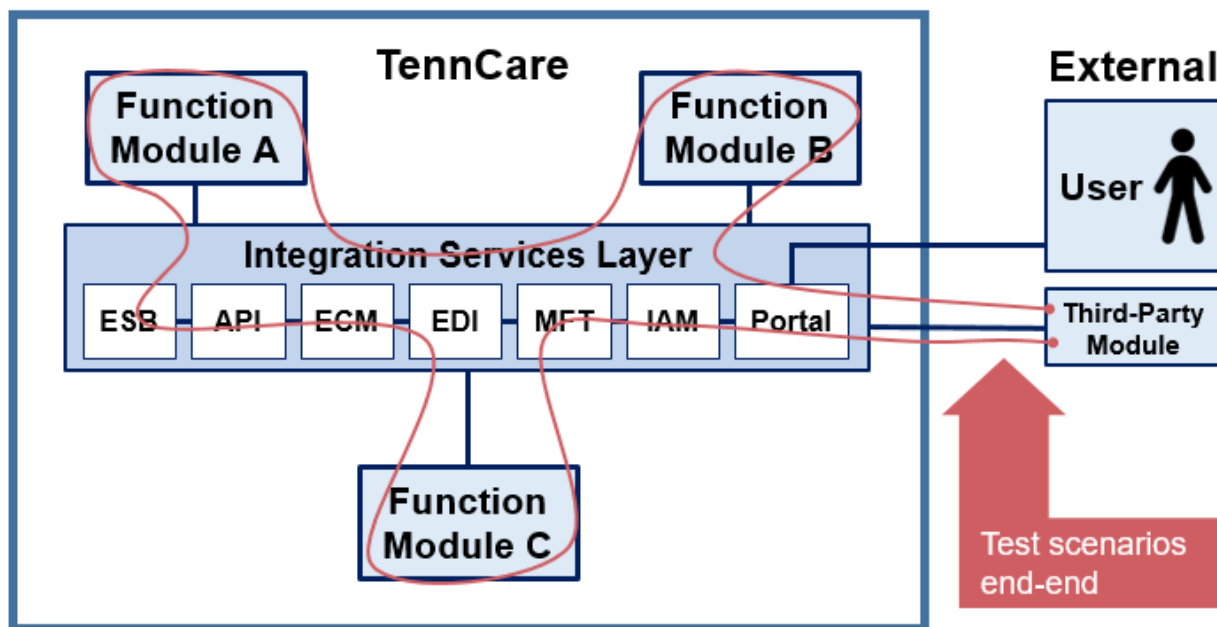 TennCare
External
Function
Module A
Function
Module B
User
Integration Services Layer
ESB API ECM EDI MFT IAM Portal
Third-Party
Module
Function
Module C
Test scenarios
end-end